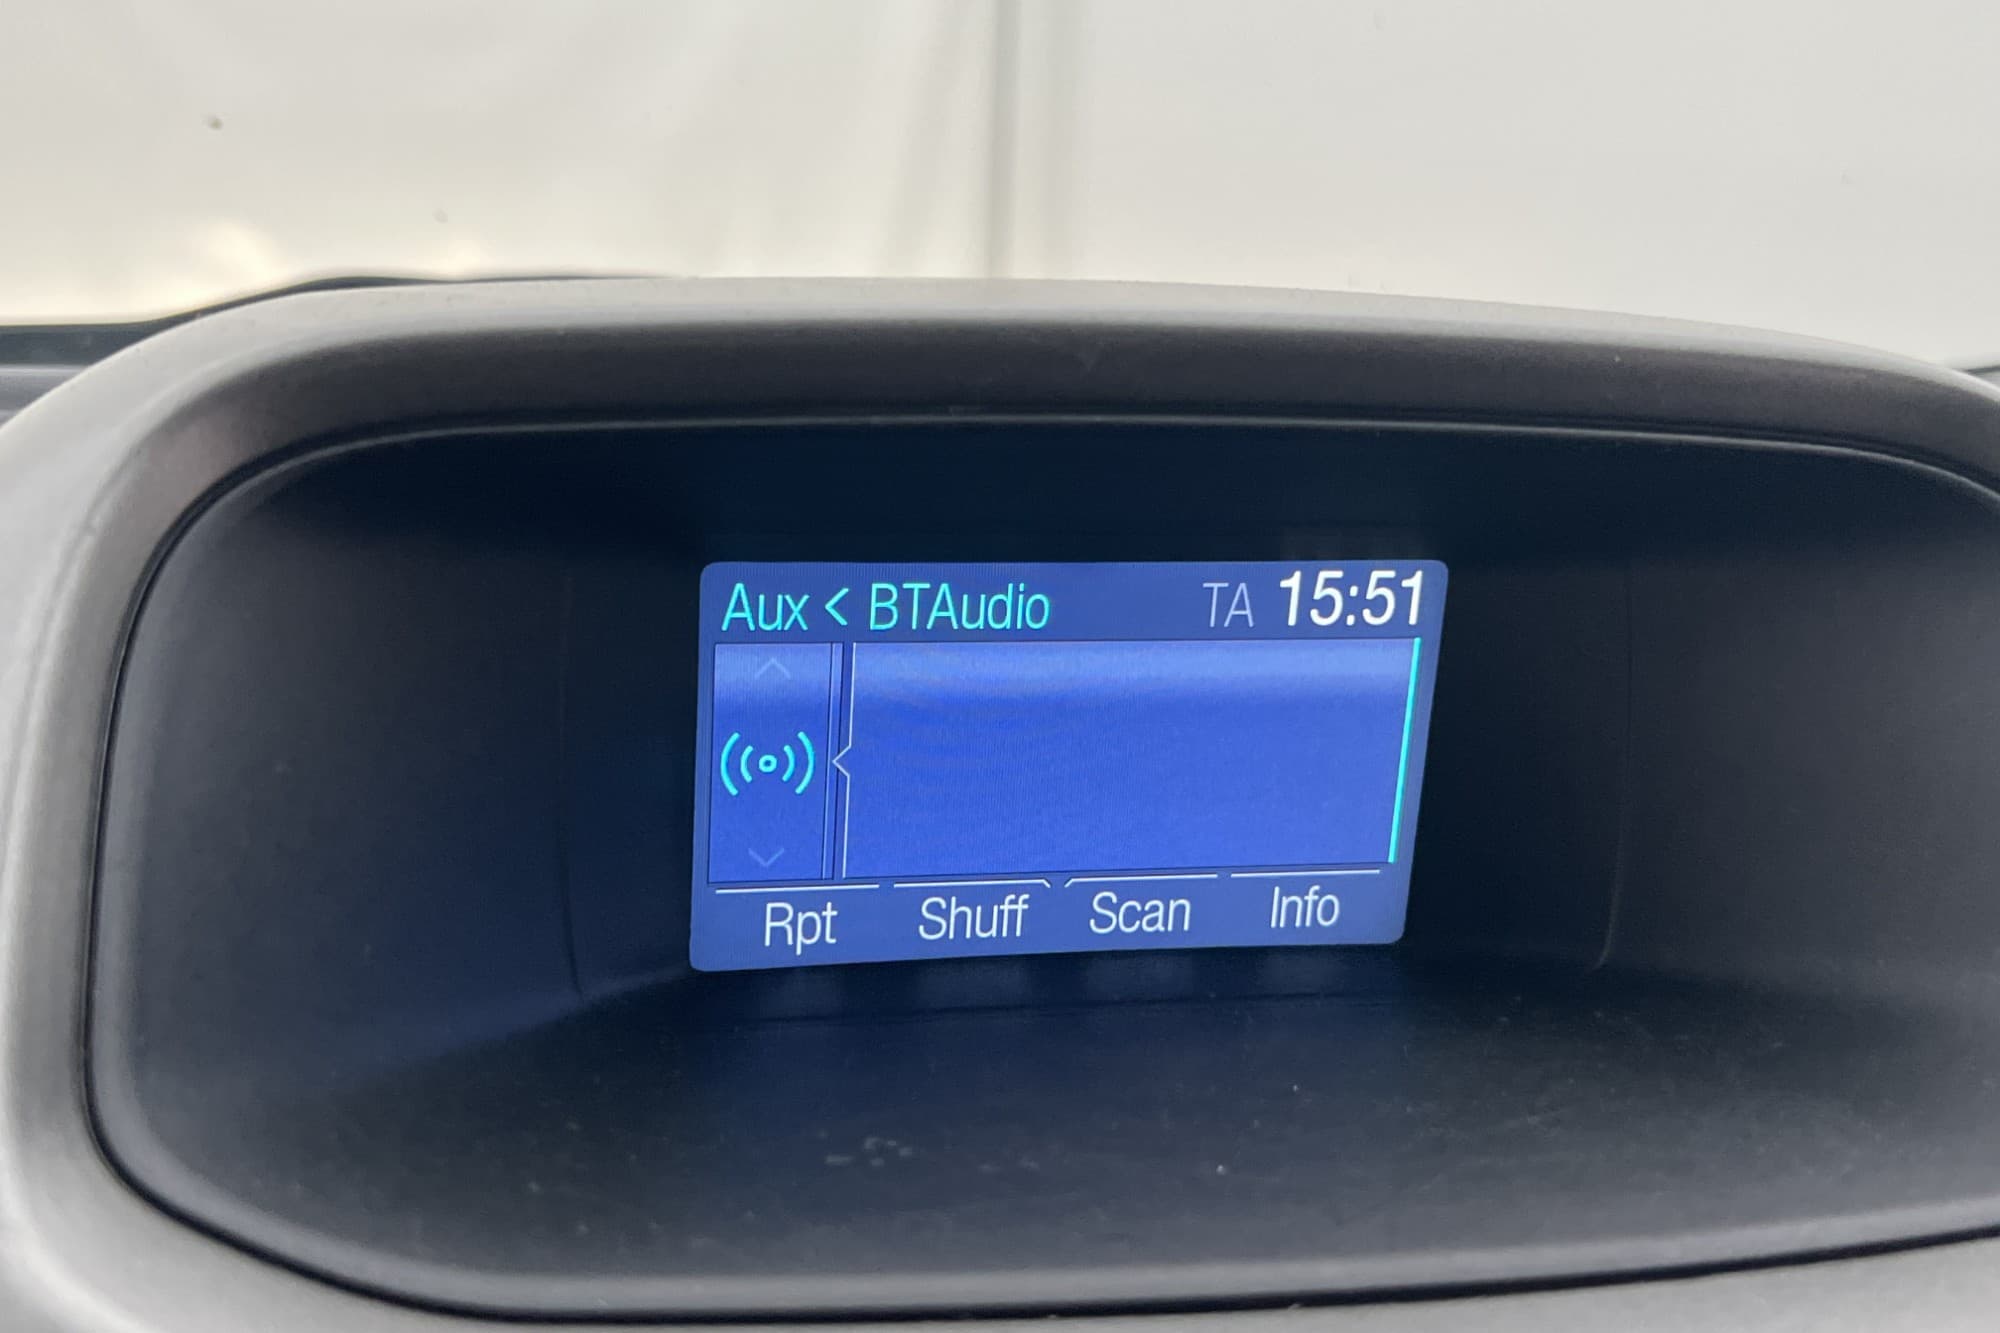 Aux < BTAudio TA 15:51
Rpt Shuff Scan Info